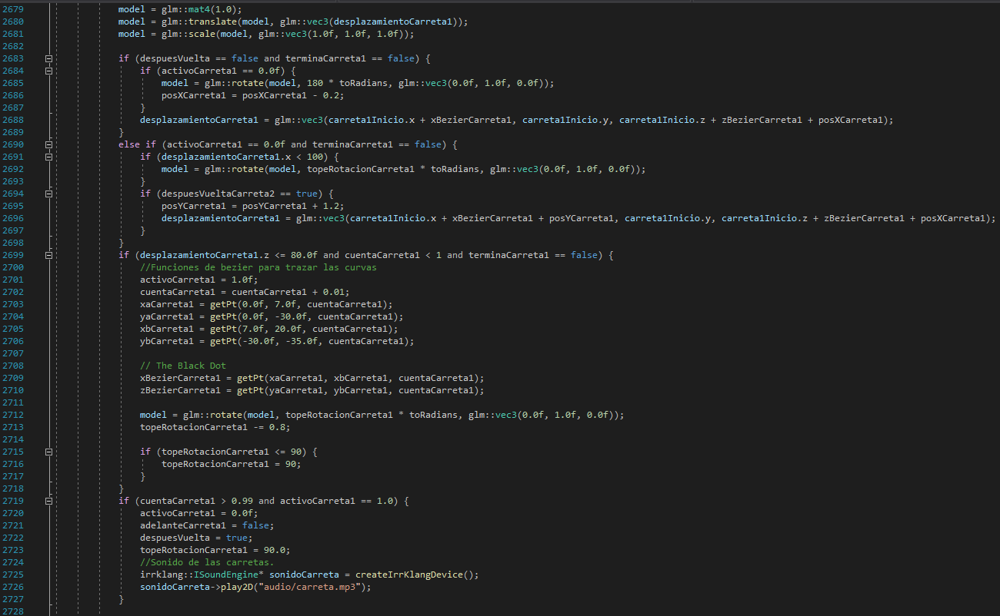 2679 model = glm::mat4(1.0);
2680 model = glm::translate(model, glm::vec3(desplazamientoCarreta1));
2681 model = glm::scale(model, glm::vec3(1.0f, 1.0f, 1.0f));
2682
2683 if (despuesVuelta == false and terminaCarreta1 == false) {
2684 if (activoCarreta1 == 0.0f) {
2685 model = glm::rotate(model, 180 * toRadians, glm::vec3(0.0f, 1.0f, 0.0f));
2686 posXCarreta1 = posXCarreta1 - 0.2;
2687 }
2688 desplazamientoCarreta1 = glm::vec3(carreta1Inicio.x + xBezierCarreta1, carreta1Inicio.y, carreta1Inicio.z + zBezierCarreta1 + posXCarreta1);
2689 }
2690 else if (activoCarreta1 == 0.0f and terminaCarreta1 == false) {
2691 if (desplazamientoCarreta1.x < 100) {
2692 model = glm::rotate(model, topeRotacionCarreta1 * toRadians, glm::vec3(0.0f, 1.0f, 0.0f));
2693 }
2694 if (despuesVueltaCarreta2 == true) {
2695 posYCarreta1 = posYCarreta1 + 1.2;
2696 desplazamientoCarreta1 = glm::vec3(carreta1Inicio.x + xBezierCarreta1 + posYCarreta1, carreta1Inicio.y, carreta1Inicio.z + zBezierCarreta1 + posXCarreta1);
2697 }
2698 }
2699 if (desplazamientoCarreta1.z <= 80.0f and cuentaCarreta1 < 1 and terminaCarreta1 == false) {
2700 //Funciones de bezier para trazar las curvas
2701 activoCarreta1 = 1.0f;
2702 cuentaCarreta1 = cuentaCarreta1 + 0.01;
2703 xaCarreta1 = getPt(0.0f, 7.0f, cuentaCarreta1);
2704 yaCarreta1 = getPt(0.0f, -30.0f, cuentaCarreta1);
2705 xbCarreta1 = getPt(7.0f, 20.0f, cuentaCarreta1);
2706 ybCarreta1 = getPt(-30.0f, -35.0f, cuentaCarreta1);
2707
2708 // The Black Dot
2709 xBezierCarreta1 = getPt(xaCarreta1, xbCarreta1, cuentaCarreta1);
2710 zBezierCarreta1 = getPt(yaCarreta1, ybCarreta1, cuentaCarreta1);
2711
2712 model = glm::rotate(model, topeRotacionCarreta1 * toRadians, glm::vec3(0.0f, 1.0f, 0.0f));
2713 topeRotacionCarreta1 -= 0.8;
2714
2715 if (topeRotacionCarreta1 <= 90) {
2716 topeRotacionCarreta1 = 90;
2717 }
2718 }
2719 if (cuentaCarreta1 > 0.99 and activoCarreta1 == 1.0) {
2720 activoCarreta1 = 0.0f;
2721 adelanteCarreta1 = false;
2722 despuesVuelta = true;
2723 topeRotacionCarreta1 = 90.0;
2724 //Sonido de las carretas.
2725 irrklang::ISoundEngine* sonidoCarreta = createIrrKlangDevice();
2726 sonidoCarreta->play2D("audio/carreta.mp3");
2727 }
2728